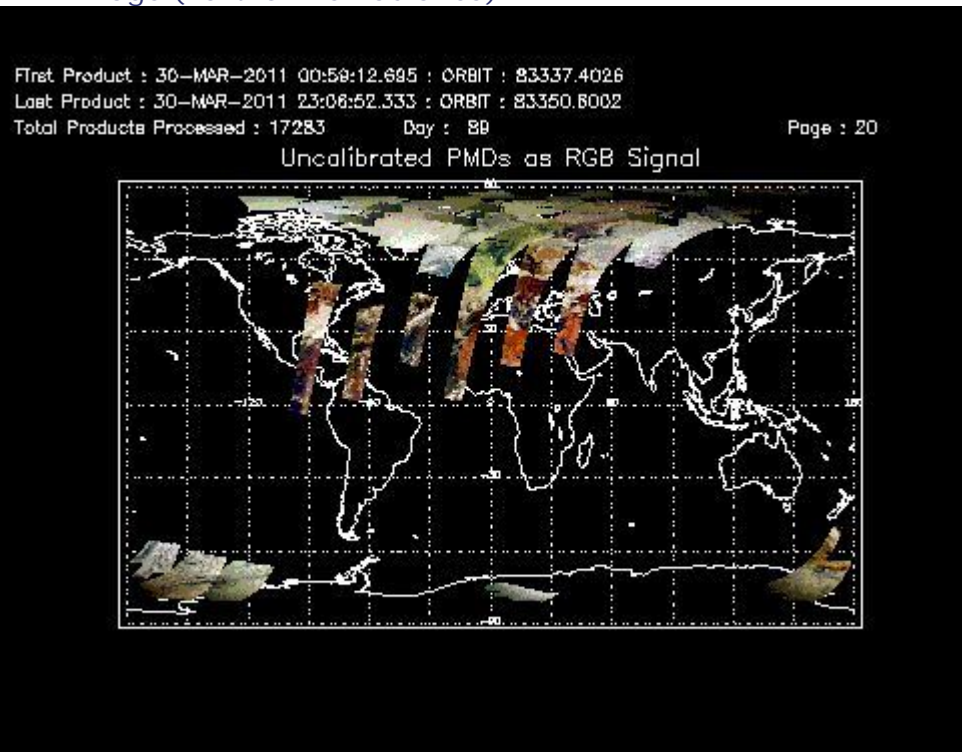 First Product : 30-MAR-2011 00:59:12.695 : ORBIT : 83337.4026
Last Product : 30-MAR-2011 23:06:52.333 : ORBIT : 83350.6002
Total Products Processed : 17283 Day : 89 Page : 20
Uncalibrated PMDs as RGB Signal
-120
60
-30
-90